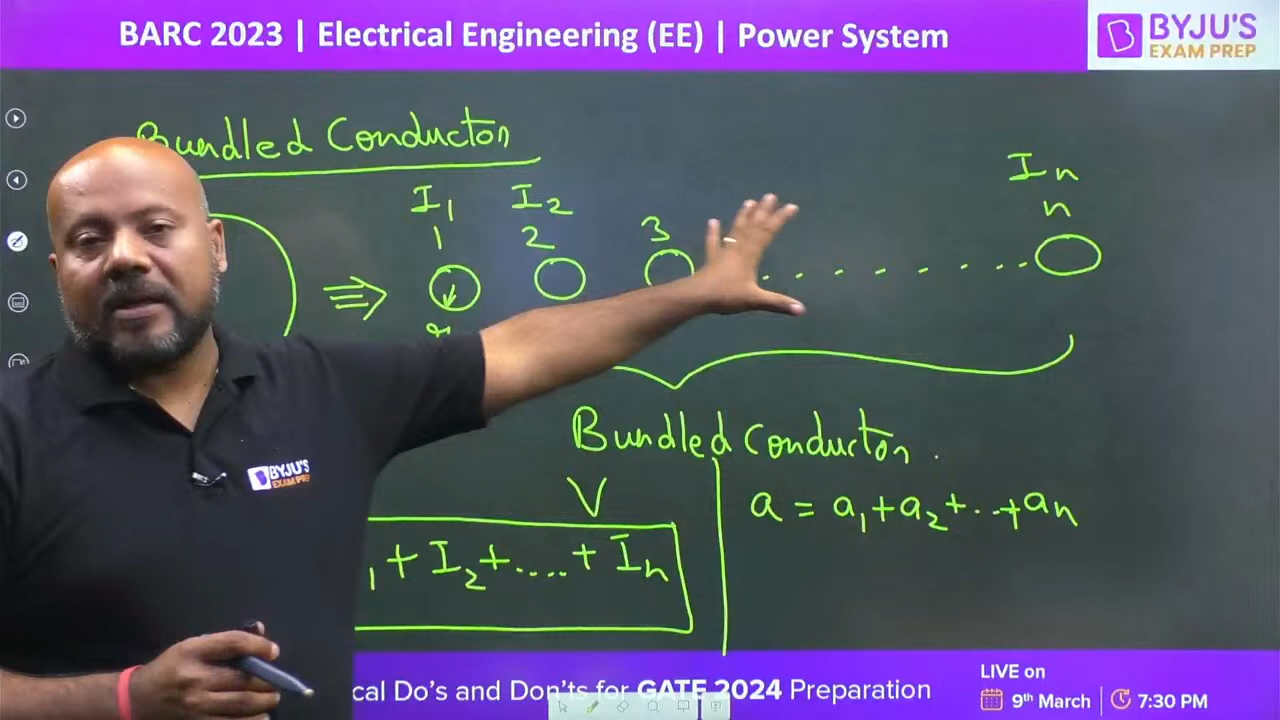 BARC 2023 | Electrical Engineering (EE) | Power System
BYJU'S
EXAM PREP
Bundled Conductor
I₁ I₂ Iₙ
1 2 3 n
Bundled Conductor.
V
₁ + I₂ + .... + Iₙ
a = a₁ + a₂ + .. + aₙ
BYJU'S
EXAM PREP
cal Do's and Don'ts for GATE 2024 Preparation
LIVE on
9th March | 7:30 PM